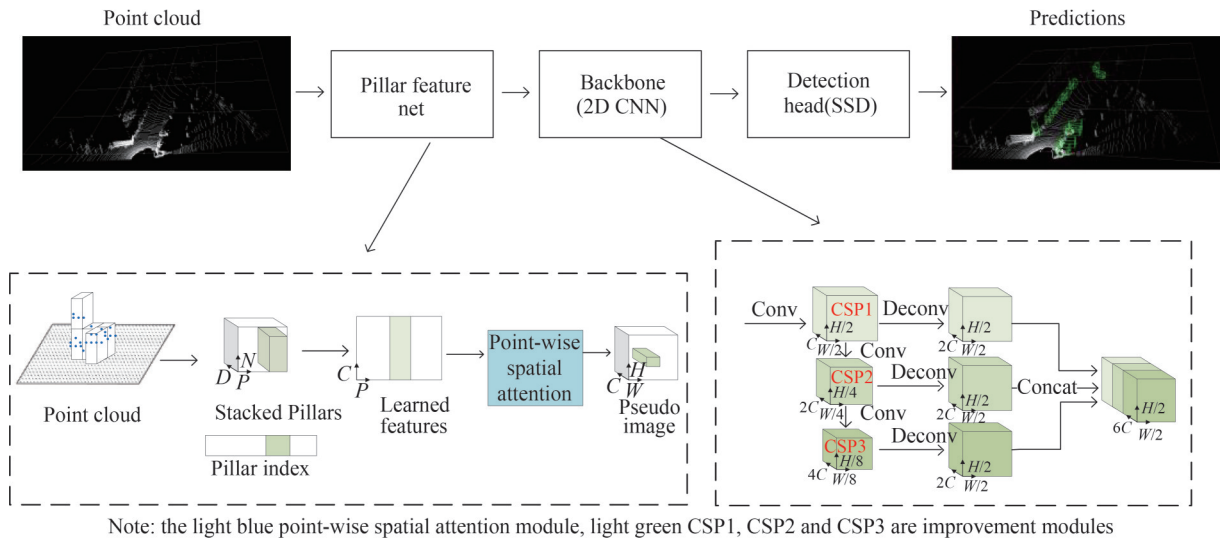 Point cloud
Predictions
Pillar feature
net
Backbone
(2D CNN)
Detection
head(SSD)
Point cloud
D
N
P
Stacked Pillars
Pillar index
C
P
Learned
features
Point-wise
spatial
attention
H
C
W
Pseudo
image
Conv
CSP1
H/2
C
W/2
Deconv
H/2
2C
W/2
Conv
CSP2
H/4
2C
W/4
Deconv
H/2
2C
W/2
Concat
Conv
CSP3
H/8
4C
W/8
Deconv
H/2
2C
W/2
H/2
6C
W/2
Note: the light blue point-wise spatial attention module, light green CSP1, CSP2 and CSP3 are improvement modules